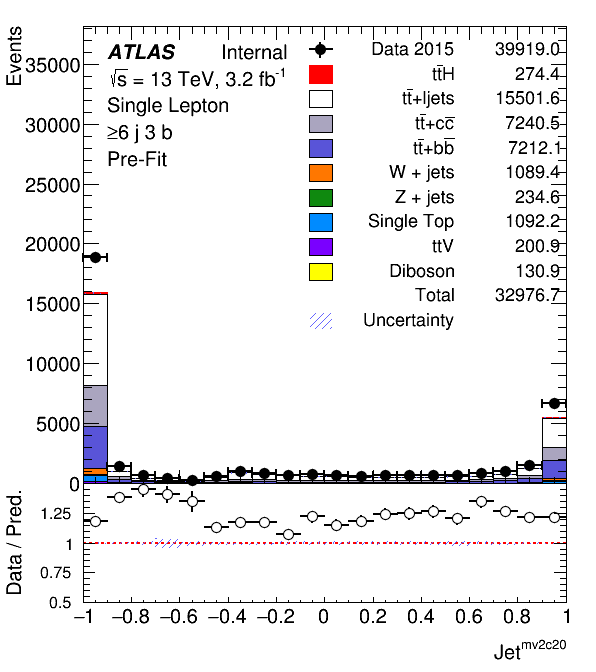 Events
35000
30000
25000
20000
15000
10000
5000
0
ATLAS Internal
√s = 13 TeV, 3.2 fb⁻¹
Single Lepton
≥6 j 3 b
Pre-Fit
Data 2015 39919.0
tt̄H 274.4
tt̄+ljets 15501.6
tt̄+cc̄ 7240.5
tt̄+bb̄ 7212.1
W + jets 1089.4
Z + jets 234.6
Single Top 1092.2
ttV 200.9
Diboson 130.9
Total 32976.7
Uncertainty
Data / Pred.
1.25
1
0.75
0.5
−1 −0.8 −0.6 −0.4 −0.2 0 0.2 0.4 0.6 0.8 1
Jet^mv2c20